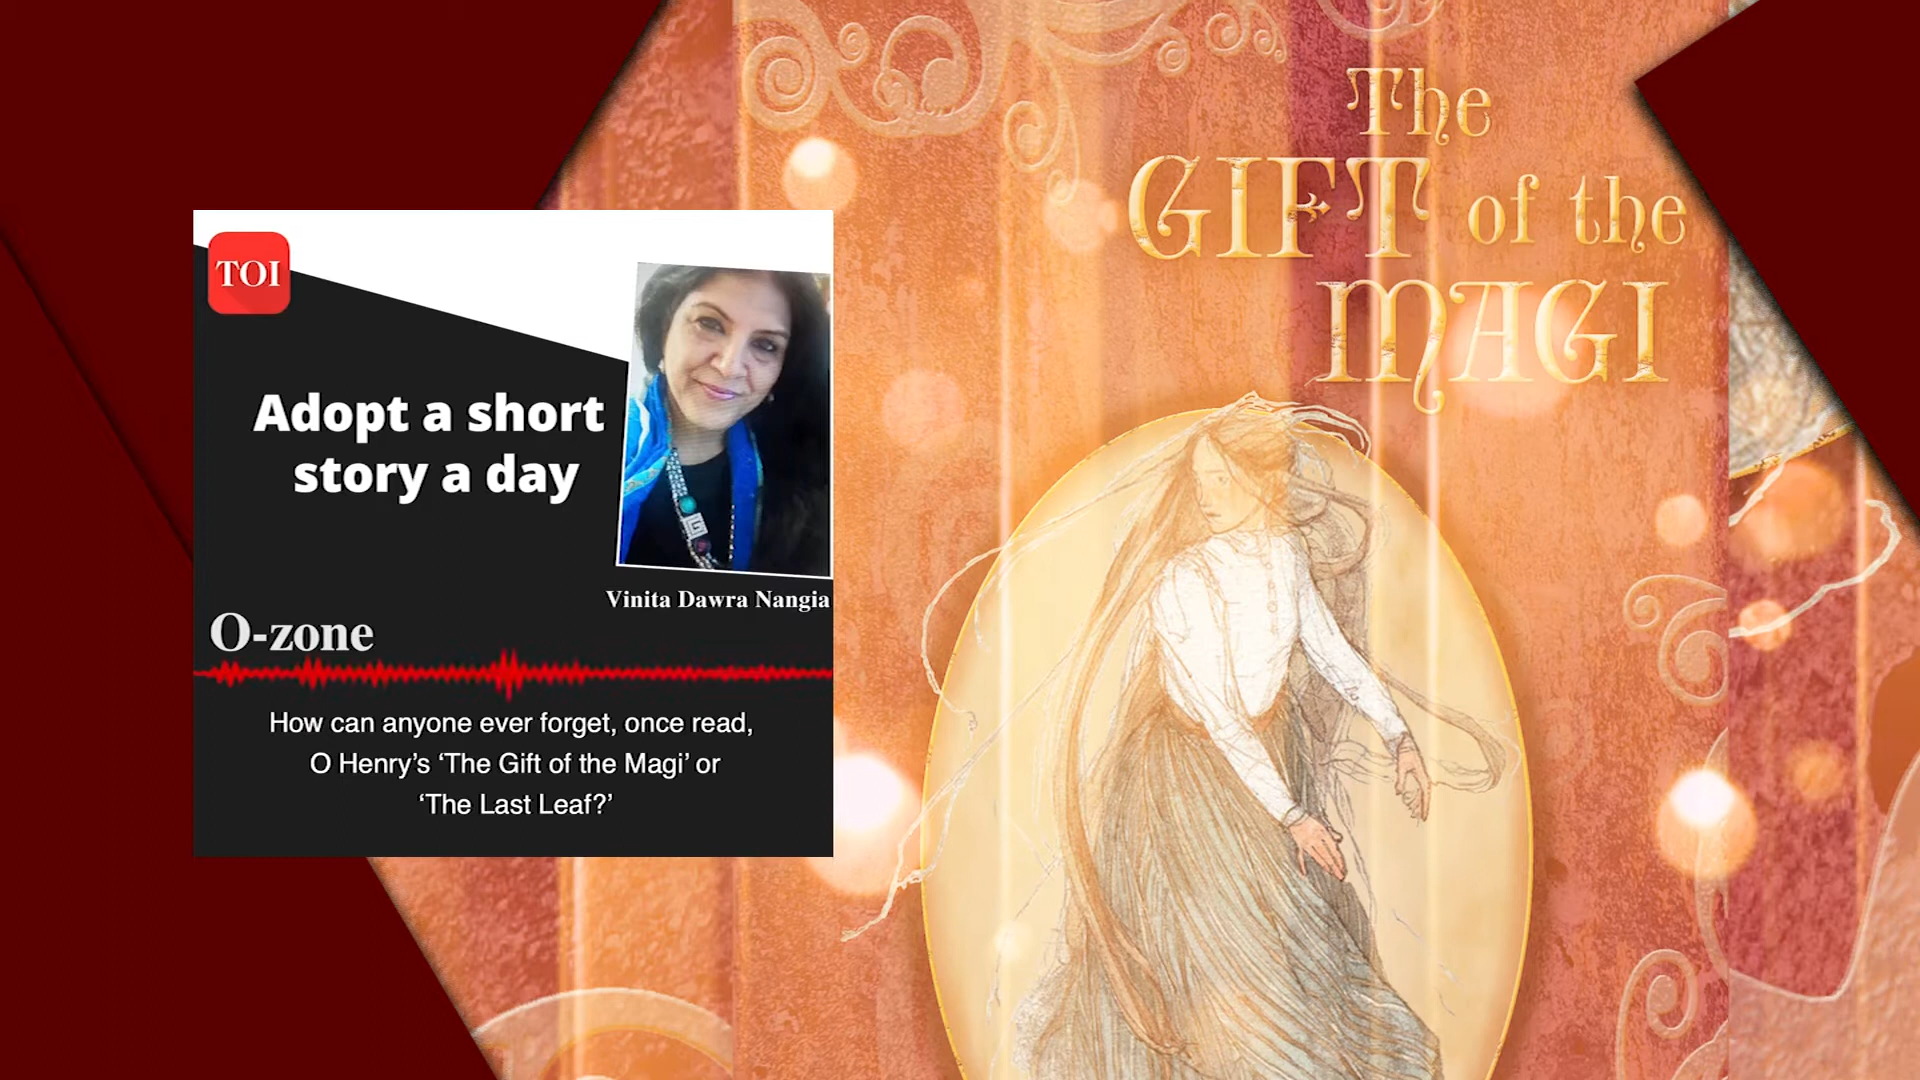 TOI
Adopt a short
story a day
Vinita Dawra Nangia
O-zone
How can anyone ever forget, once read,
O Henry’s ‘The Gift of the Magi’ or
‘The Last Leaf?’
The
GIFT of the
MAGI